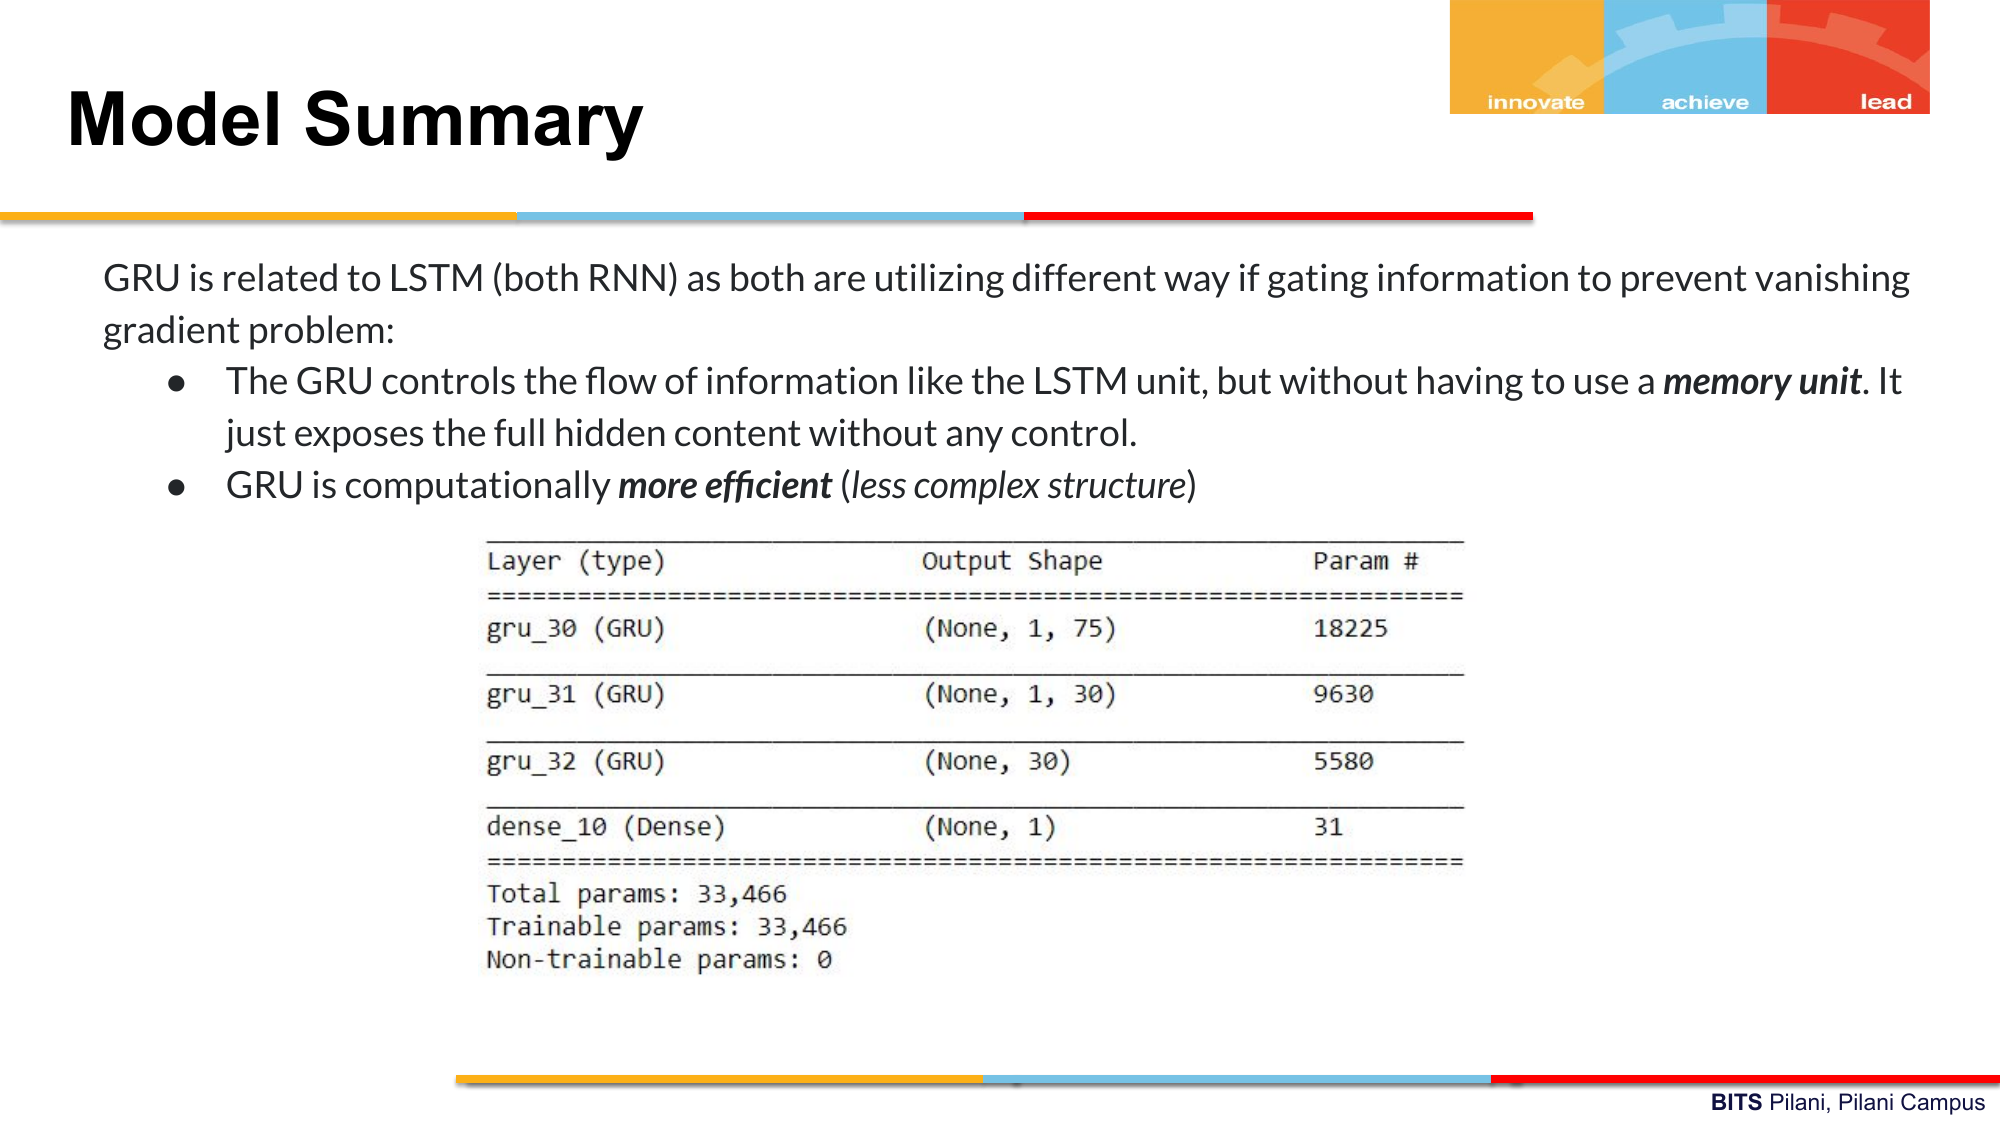 innovate achieve lead
Model Summary
GRU is related to LSTM (both RNN) as both are utilizing different way if gating information to prevent vanishing
gradient problem:
● The GRU controls the flow of information like the LSTM unit, but without having to use a memory unit. It
just exposes the full hidden content without any control.
● GRU is computationally more efficient (less complex structure)
Layer (type) Output Shape Param #
=================================================================
gru_30 (GRU) (None, 1, 75) 18225
gru_31 (GRU) (None, 1, 30) 9630
gru_32 (GRU) (None, 30) 5580
dense_10 (Dense) (None, 1) 31
=================================================================
Total params: 33,466
Trainable params: 33,466
Non-trainable params: 0
BITS Pilani, Pilani Campus